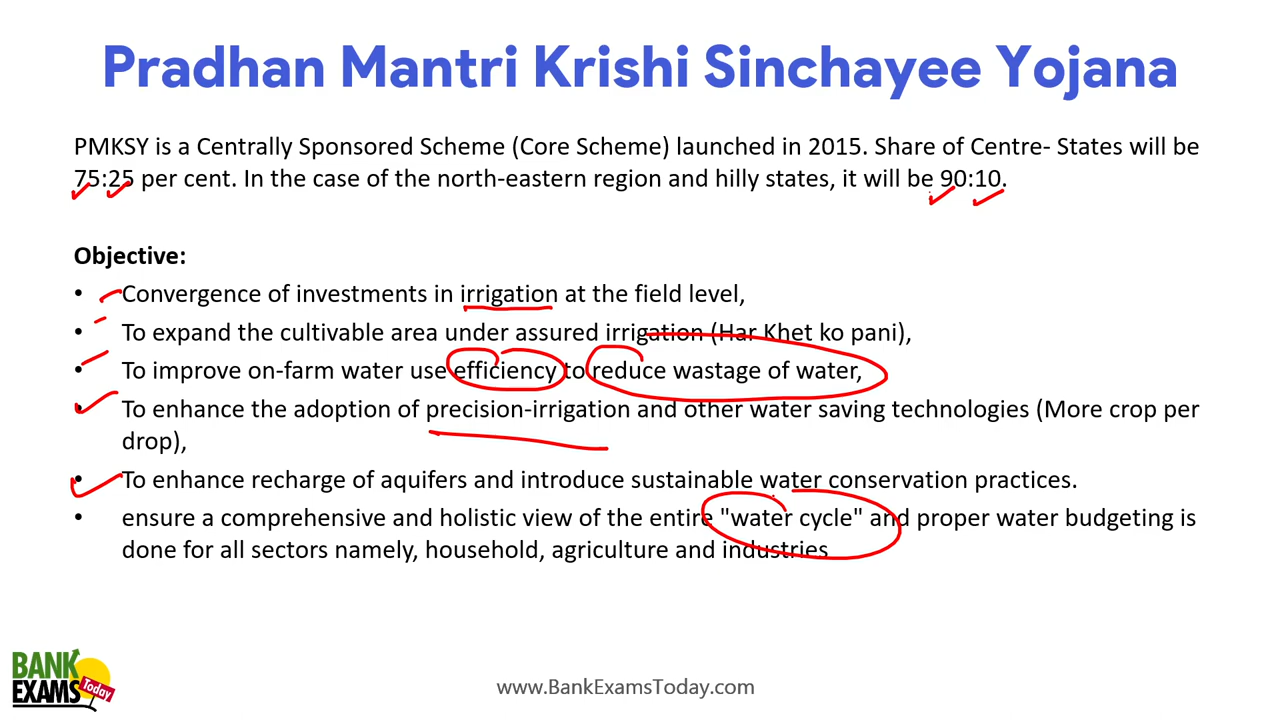 Pradhan Mantri Krishi Sinchayee Yojana
PMKSY is a Centrally Sponsored Scheme (Core Scheme) launched in 2015. Share of Centre- States will be
75:25 per cent. In the case of the north-eastern region and hilly states, it will be 90:10.
Objective:
• Convergence of investments in irrigation at the field level,
• To expand the cultivable area under assured irrigation (Har Khet ko pani),
• To improve on-farm water use efficiency to reduce wastage of water,
• To enhance the adoption of precision-irrigation and other water saving technologies (More crop per
drop),
• To enhance recharge of aquifers and introduce sustainable water conservation practices.
• ensure a comprehensive and holistic view of the entire "water cycle" and proper water budgeting is
done for all sectors namely, household, agriculture and industries
BANK
EXAMS
Today
www.BankExamsToday.com